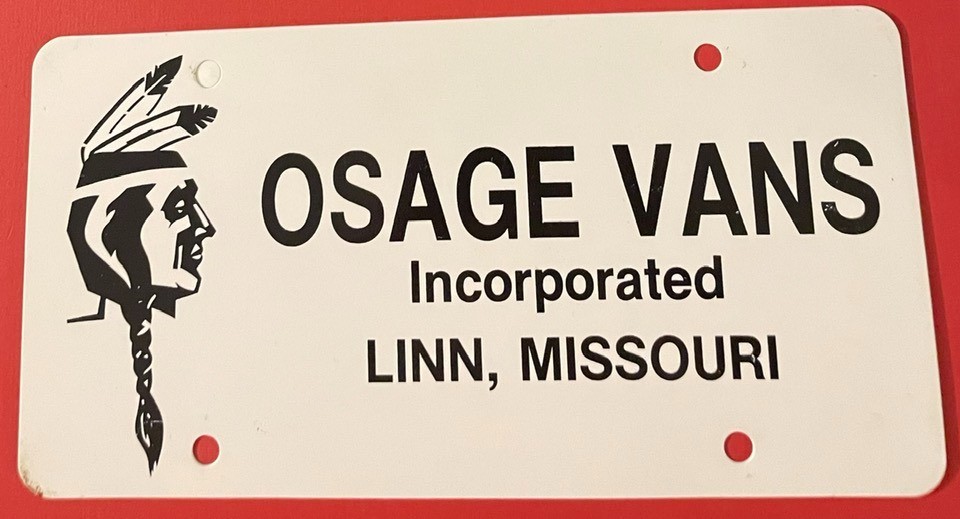 OSAGE VANS
Incorporated
LINN, MISSOURI